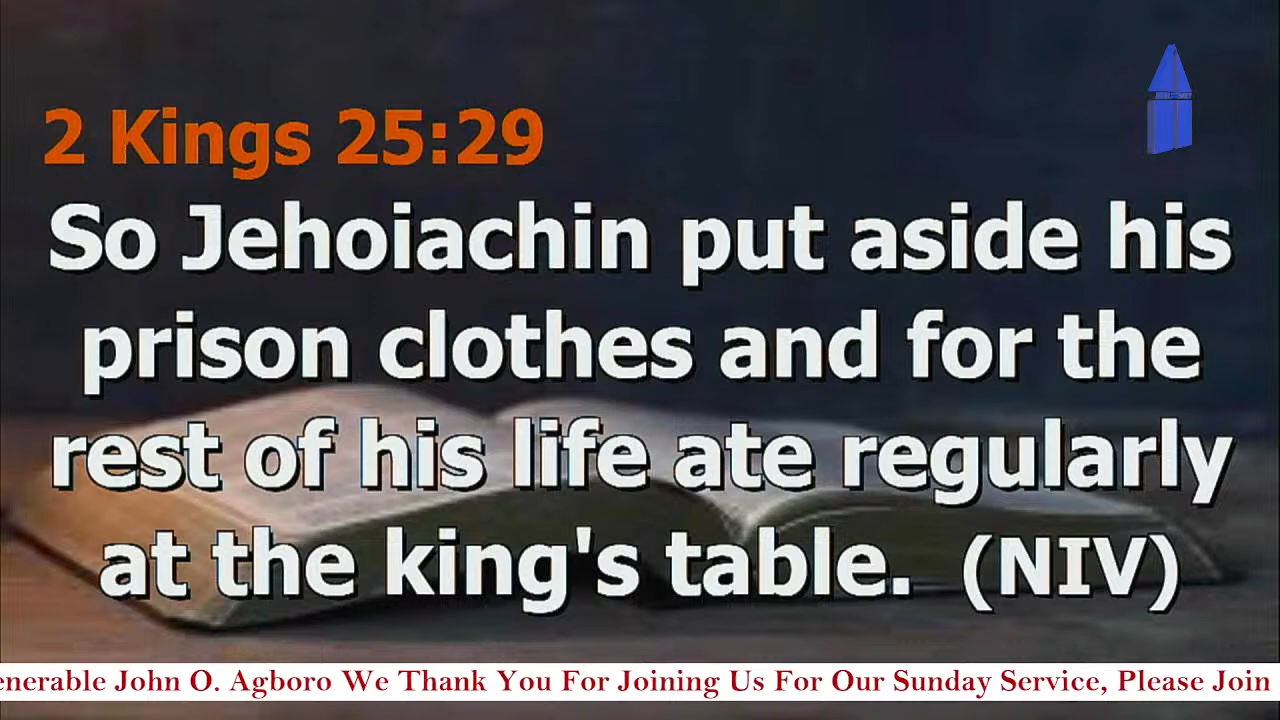 2 Kings 25:29
So Jehoiachin put aside his
prison clothes and for the
rest of his life ate regularly
at the king's table. (NIV)
enerable John O. Agboro We Thank You For Joining Us For Our Sunday Service, Please Join